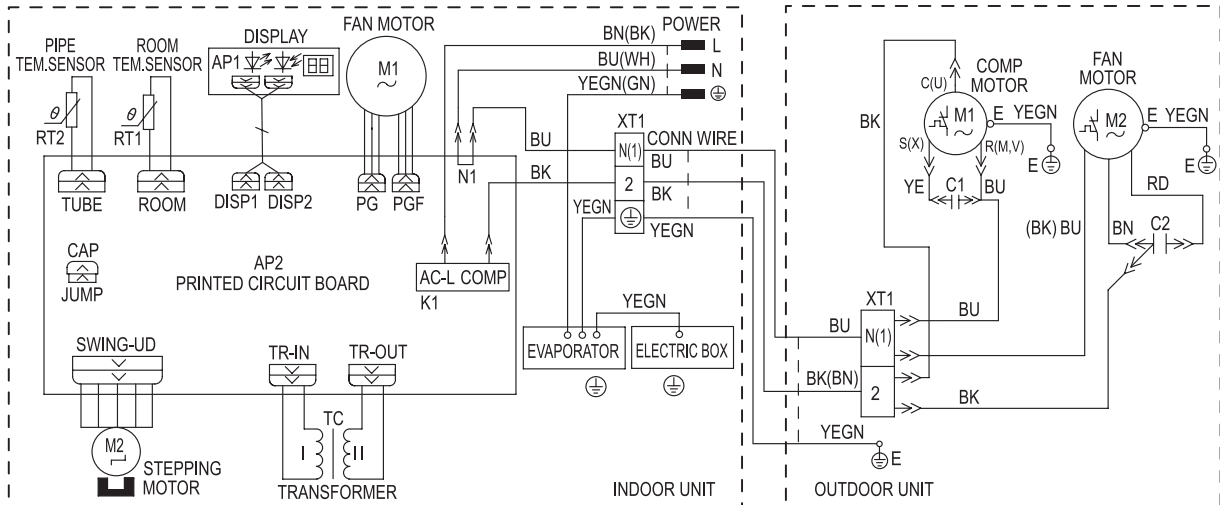 PIPE
TEM.SENSOR
ROOM
TEM.SENSOR
DISPLAY
AP1
FAN MOTOR
M1
~
POWER
BN(BK)
L
BU(WH)
N
YEGN(GN)
θ
RT2
θ
RT1
TUBE
ROOM
DISP1
DISP2
PG
PGF
N1
BU
BK
XT1
CONN WIRE
N(1)
BU
2
BK
YEGN
YEGN
CAP
JUMP
AP2
PRINTED CIRCUIT BOARD
AC-L COMP
K1
YEGN
EVAPORATOR
ELECTRIC BOX
SWING-UD
TR-IN
TR-OUT
TC
I
II
TRANSFORMER
M2
STEPPING
MOTOR
INDOOR UNIT
C(U)
COMP
MOTOR
FAN
MOTOR
BK
M1
~
E
YEGN
M2
~
E
YEGN
S(X)
R(M,V)
E
E
YE
C1
BU
RD
(BK) BU
BN
C2
XT1
BU
N(1)
BU
BK(BN)
2
BK
YEGN
E
OUTDOOR UNIT